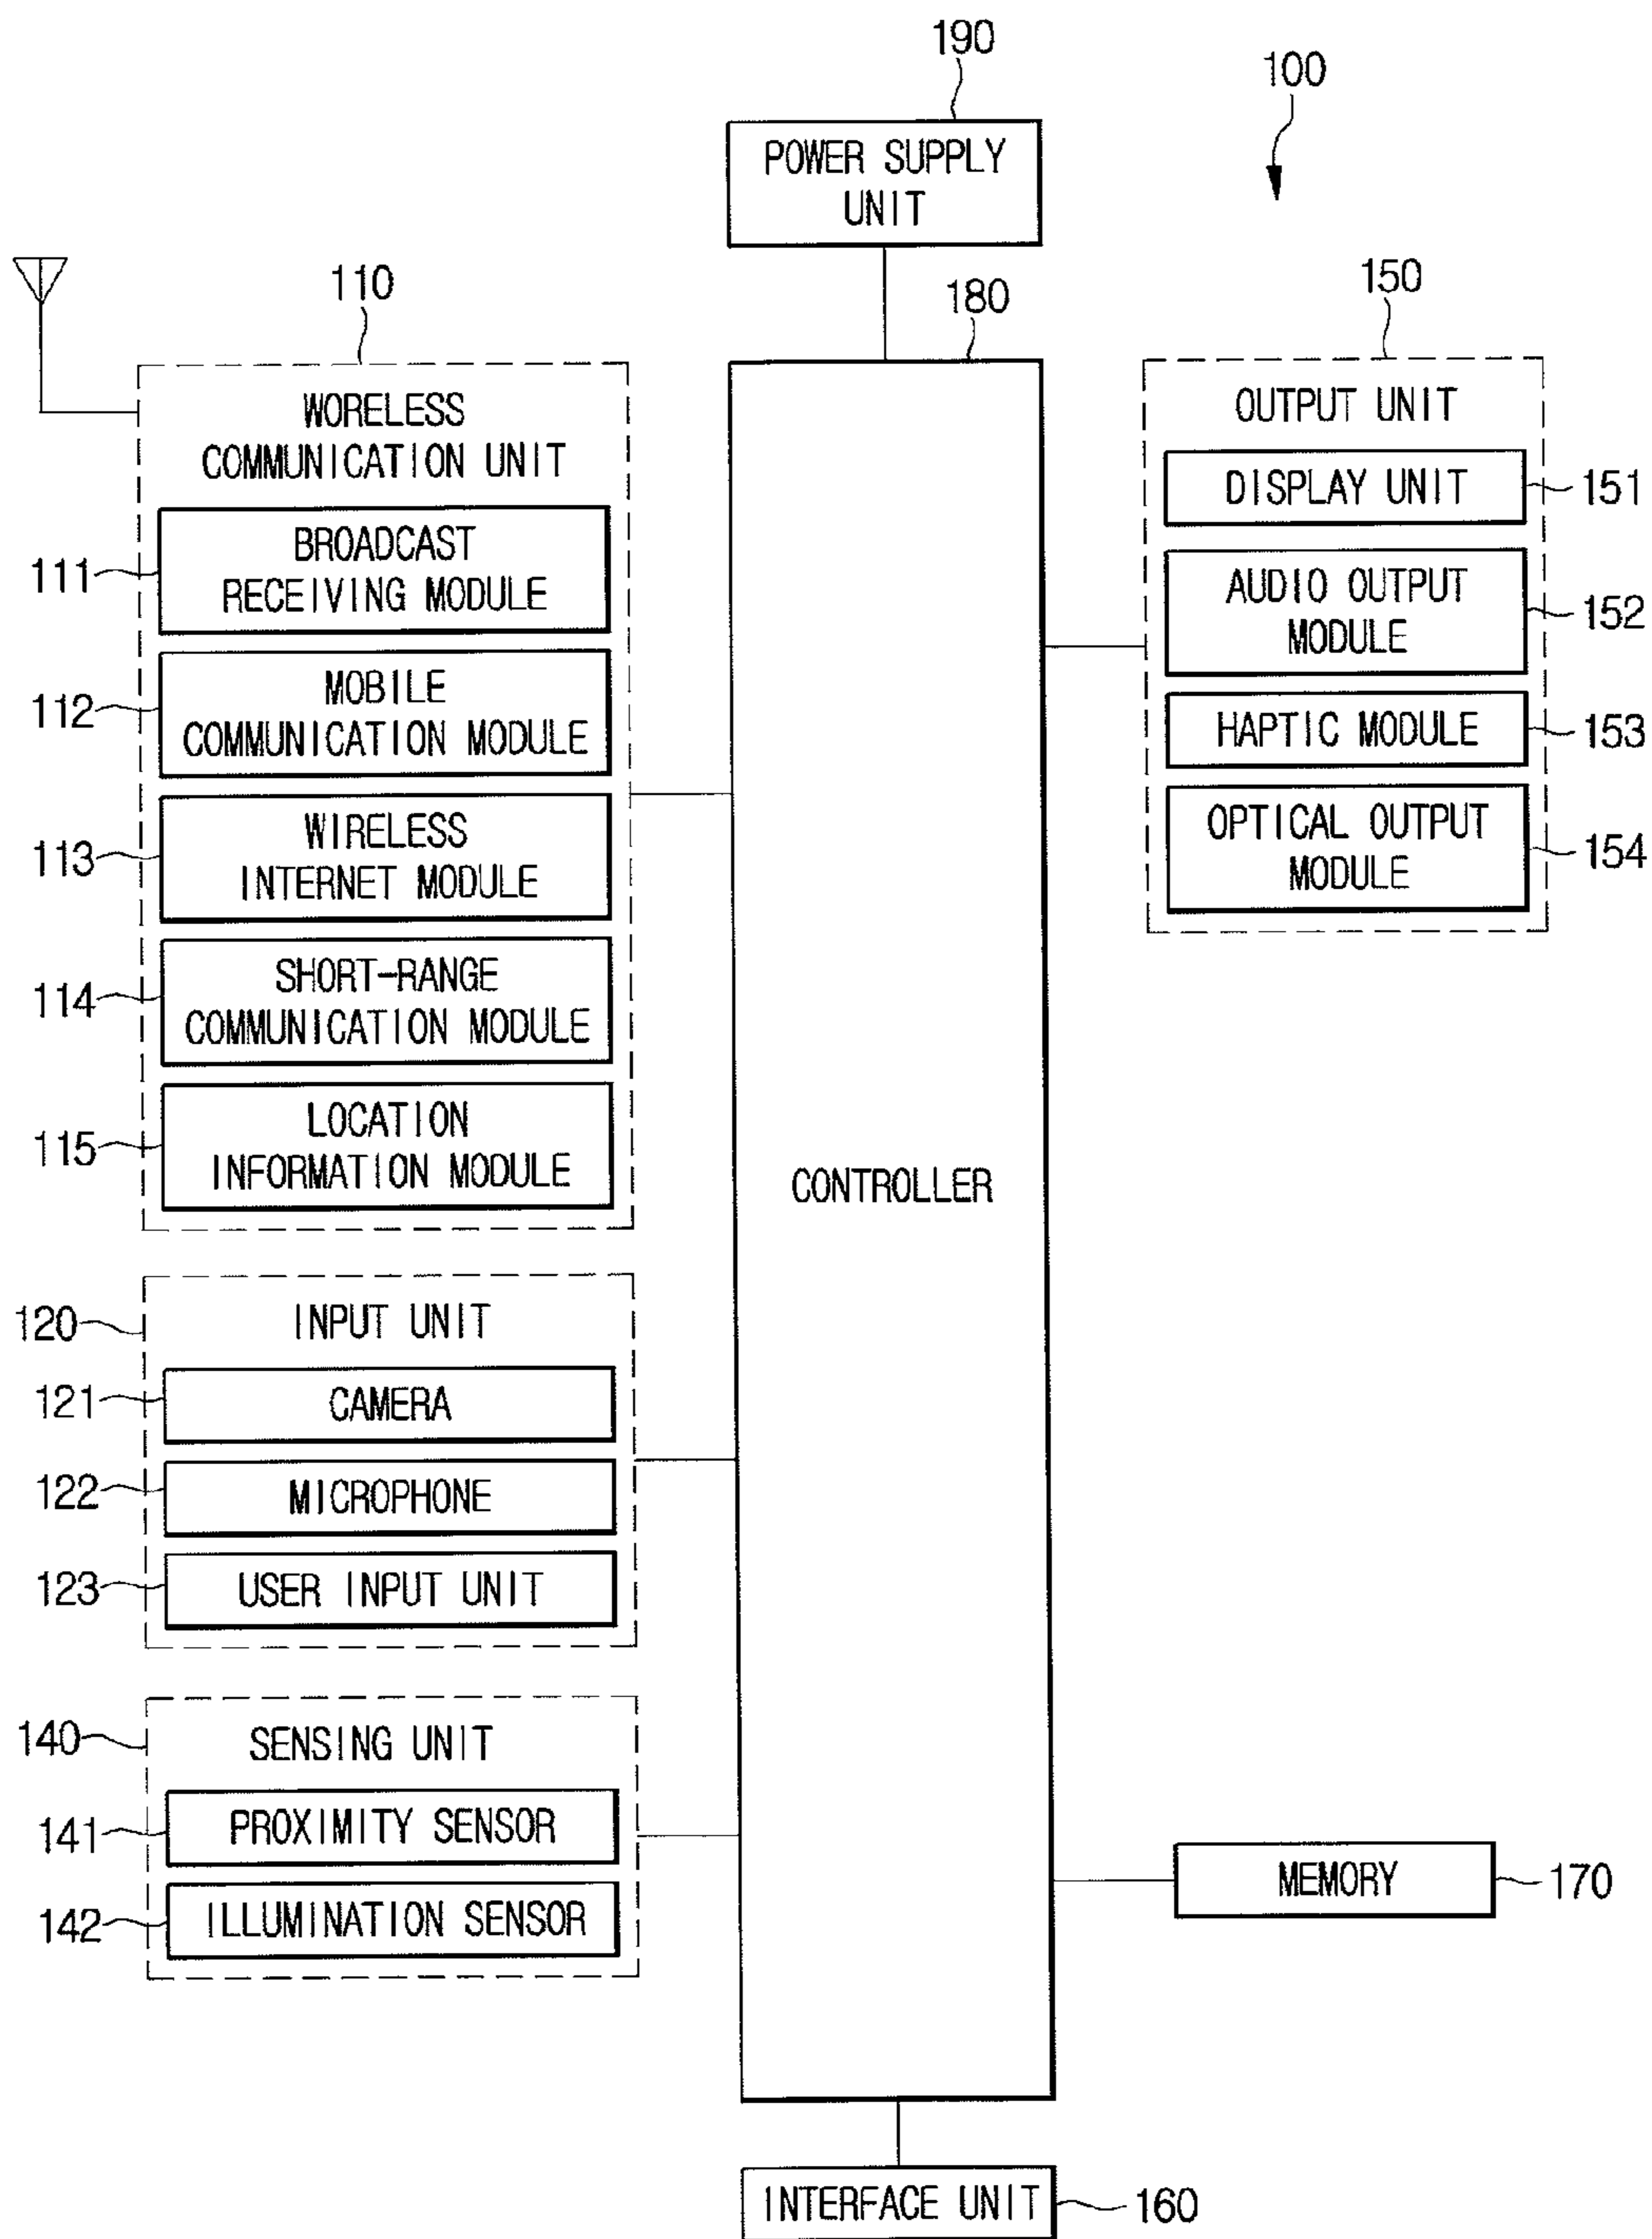 190
100
POWER SUPPLY
UNIT
110
180
150
WORELESS
COMMUNICATION UNIT
111
BROADCAST
RECEIVING MODULE
112
MOBILE
COMMUNICATION MODULE
113
WIRELESS
INTERNET MODULE
114
SHORT-RANGE
COMMUNICATION MODULE
115
LOCATION
INFORMATION MODULE
120
INPUT UNIT
121
CAMERA
122
MICROPHONE
123
USER INPUT UNIT
140
SENSING UNIT
141
PROXIMITY SENSOR
142
ILLUMINATION SENSOR
CONTROLLER
OUTPUT UNIT
DISPLAY UNIT
151
AUDIO OUTPUT
MODULE
152
HAPTIC MODULE
153
OPTICAL OUTPUT
MODULE
154
MEMORY
170
INTERFACE UNIT
160